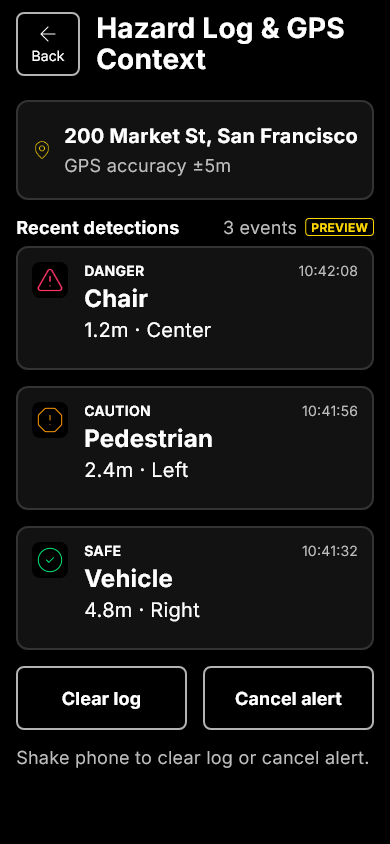 Back
Hazard Log & GPS
Context
200 Market St, San Francisco
GPS accuracy ±5m
Recent detections 3 events PREVIEW
DANGER 10:42:08
Chair
1.2m · Center
CAUTION 10:41:56
Pedestrian
2.4m · Left
SAFE 10:41:32
Vehicle
4.8m · Right
Clear log Cancel alert
Shake phone to clear log or cancel alert.